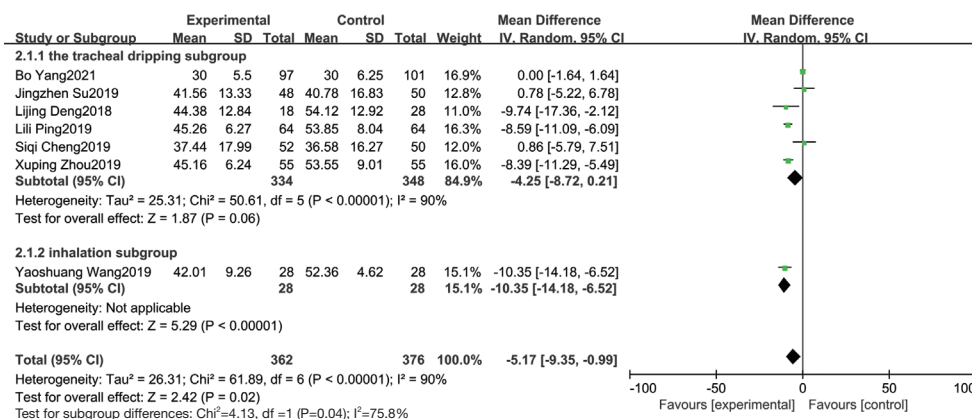 Experimental Control Mean Difference Mean Difference
Study or Subgroup Mean SD Total Mean SD Total Weight IV, Random, 95% CI IV, Random, 95% CI
2.1.1 the tracheal dripping subgroup
Bo Yang2021 30 5.5 97 30 6.25 101 16.9% 0.00 [-1.64, 1.64]
Jingzhen Su2019 41.56 13.33 48 40.78 16.83 50 12.8% 0.78 [-5.22, 6.78]
Lijing Deng2018 44.38 12.84 18 54.12 12.92 28 11.0% -9.74 [-17.36, -2.12]
Lili Ping2019 45.26 6.27 64 53.85 8.04 64 16.3% -8.59 [-11.09, -6.09]
Siqi Cheng2019 37.44 17.99 52 36.58 16.27 50 11.9% 0.86 [-5.79, 7.51]
Xuping Zhou2019 45.16 6.24 55 53.55 9.01 55 16.0% -8.39 [-11.29, -5.49]
Subtotal (95% CI) 334 348 84.9% -4.25 [-8.72, 0.21]
Heterogeneity: Tau² = 25.31; Chi² = 50.61, df = 5 (P < 0.00001); I² = 90%
Test for overall effect: Z = 1.87 (P = 0.06)
2.1.2 inhalation subgroup
Yaoshuang Wang2019 42.01 9.26 28 52.36 4.62 28 15.1% -10.35 [-14.18, -6.52]
Subtotal (95% CI) 28 28 15.1% -10.35 [-14.18, -6.52]
Heterogeneity: Not applicable
Test for overall effect: Z = 5.29 (P < 0.00001)
Total (95% CI) 362 376 100.0% -5.17 [-9.35, -0.99]
Heterogeneity: Tau² = 26.31; Chi² = 61.89, df = 6 (P < 0.00001); I² = 90%
Test for overall effect: Z = 2.42 (P = 0.02)
Test for subgroup differences: Chi²=4.13, df =1 (P=0.04); I²=75.8%
-100 -50 0 50 100
Favours [experimental] Favours [control]